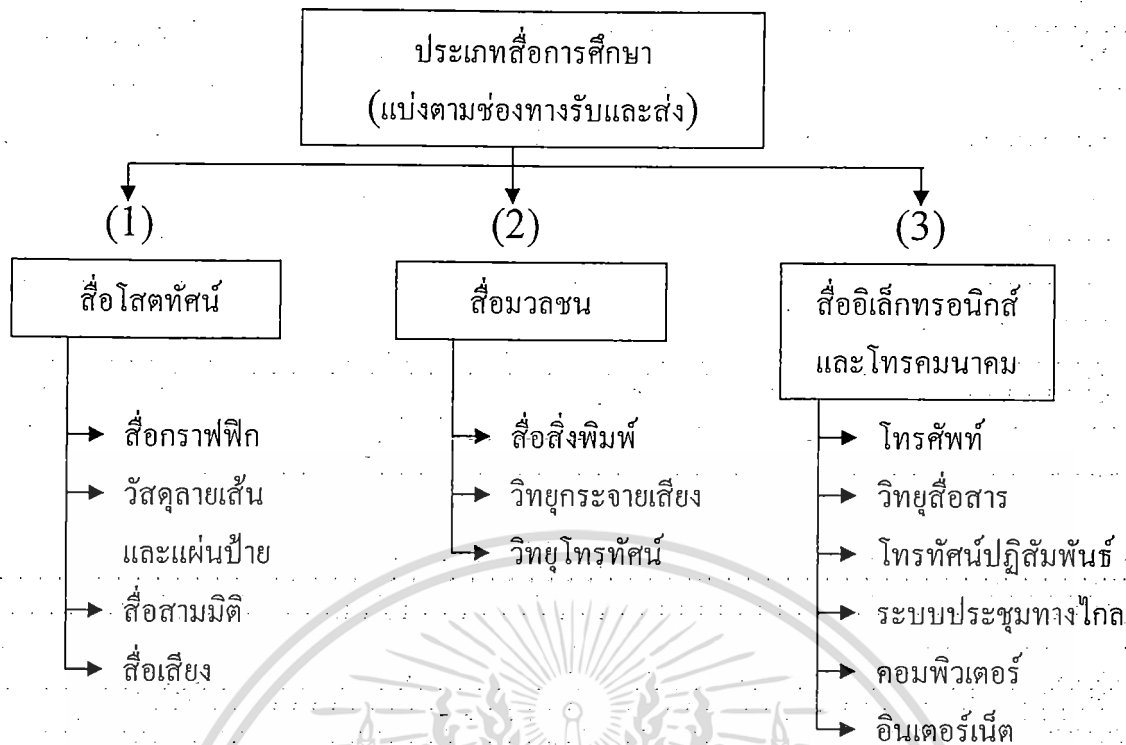 ประเภทสื่อการศึกษา
(แบ่งตามช่องทางรับและส่ง)
(1)
(2)
(3)
สื่อโสตทัศน์
สื่อมวลชน
สื่ออิเล็กทรอนิกส์
และโทรคมนาคม
สื่อกราฟฟิก
วัสดุลายเส้น
และแผ่นป้าย
สื่อสามมิติ
สื่อเสียง
สื่อสิ่งพิมพ์
วิทยุกระจายเสียง
วิทยุโทรทัศน์
โทรศัพท์
วิทยุสื่อสาร
โทรทัศน์ปฏิสัมพันธ์
ระบบประชุมทางไกล
คอมพิวเตอร์
อินเตอร์เน็ต